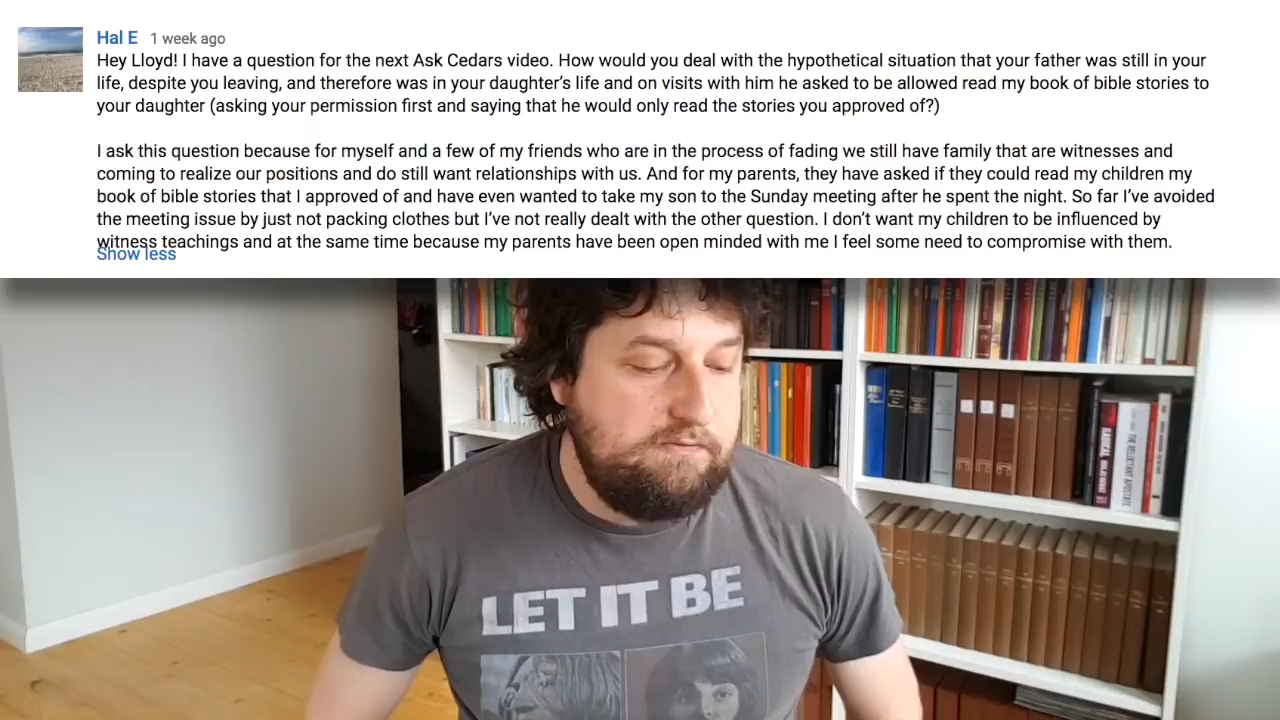 Hal E 1 week ago
Hey Lloyd! I have a question for the next Ask Cedars video. How would you deal with the hypothetical situation that your father was still in your
life, despite you leaving, and therefore was in your daughter's life and on visits with him he asked to be allowed read my book of bible stories to
your daughter (asking your permission first and saying that he would only read the stories you approved of?)
I ask this question because for myself and a few of my friends who are in the process of fading we still have family that are witnesses and
coming to realize our positions and do still want relationships with us. And for my parents, they have asked if they could read my children my
book of bible stories that I approved of and have even wanted to take my son to the Sunday meeting after he spent the night. So far I've avoided
the meeting issue by just not packing clothes but I've not really dealt with the other question. I don't want my children to be influenced by
witness teachings and at the same time because my parents have been open minded with me I feel some need to compromise with them.
Show less
LET IT BE
THE RELUCTANT APOSTATE